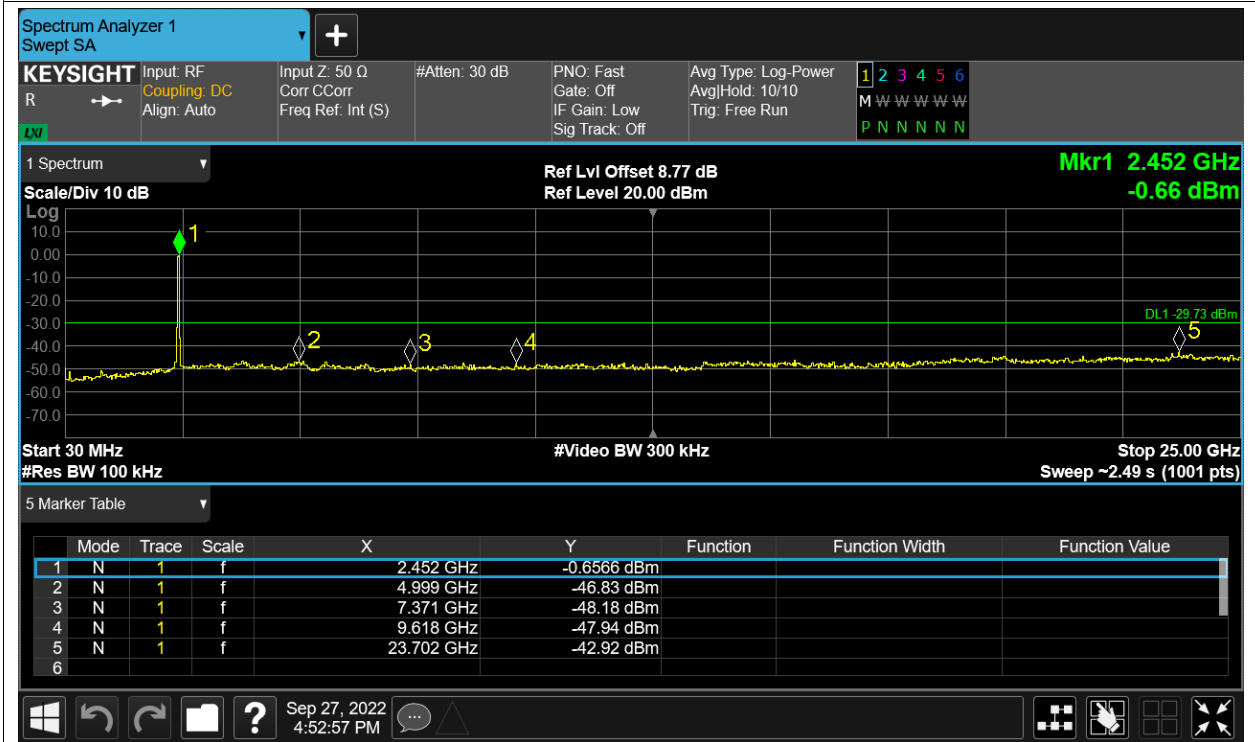 Spectrum Analyzer 1
Swept SA
+
KEYSIGHT
R
LXI
Input: RF
Coupling: DC
Align: Auto
Input Z: 50 Ω
Corr CCorr
Freq Ref: Int (S)
#Atten: 30 dB
PNO: Fast
Gate: Off
IF Gain: Low
Sig Track: Off
Avg Type: Log-Power
Avg|Hold: 10/10
Trig: Free Run
1 2 3 4 5 6
M W W W W W
P N N N N N
1 Spectrum
Scale/Div 10 dB
Ref Lvl Offset 8.77 dB
Ref Level 20.00 dBm
Mkr1 2.452 GHz
-0.66 dBm
Log
10.0
0.00
-10.0
-20.0
-30.0
-40.0
-50.0
-60.0
-70.0
1
2
3
4
5
DL1 -29.73 dBm
Start 30 MHz
#Res BW 100 kHz
#Video BW 300 kHz
Stop 25.00 GHz
Sweep ~2.49 s (1001 pts)
5 Marker Table
Mode Trace Scale X Y Function Function Width Function Value
1 N 1 f 2.452 GHz -0.6566 dBm
2 N 1 f 4.999 GHz -46.83 dBm
3 N 1 f 7.371 GHz -48.18 dBm
4 N 1 f 9.618 GHz -47.94 dBm
5 N 1 f 23.702 GHz -42.92 dBm
6
?
Sep 27, 2022
4:52:57 PM